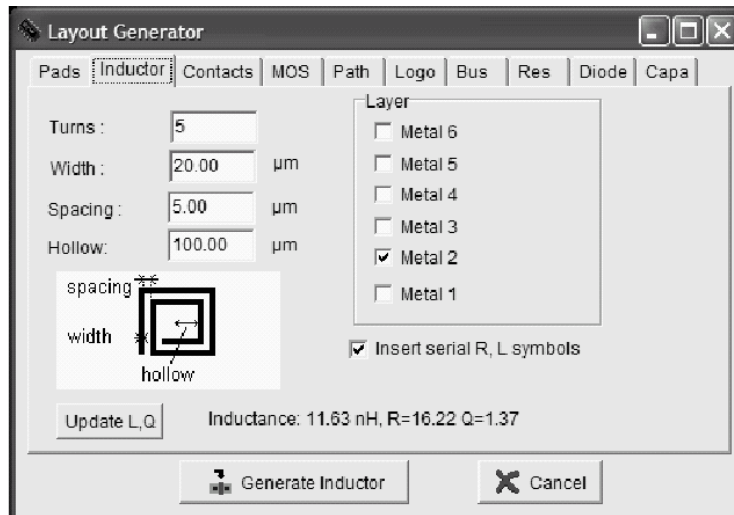 Layout Generator
Pads Inductor Contacts MOS Path Logo Bus Res Diode Capa
Turns : 5
Width : 20.00 µm
Spacing : 5.00 µm
Hollow: 100.00 µm
Layer
Metal 6
Metal 5
Metal 4
Metal 3
Metal 2
Metal 1
spacing
width
hollow
Insert serial R, L symbols
Update L,Q Inductance: 11.63 nH, R=16.22 Q=1.37
Generate Inductor Cancel